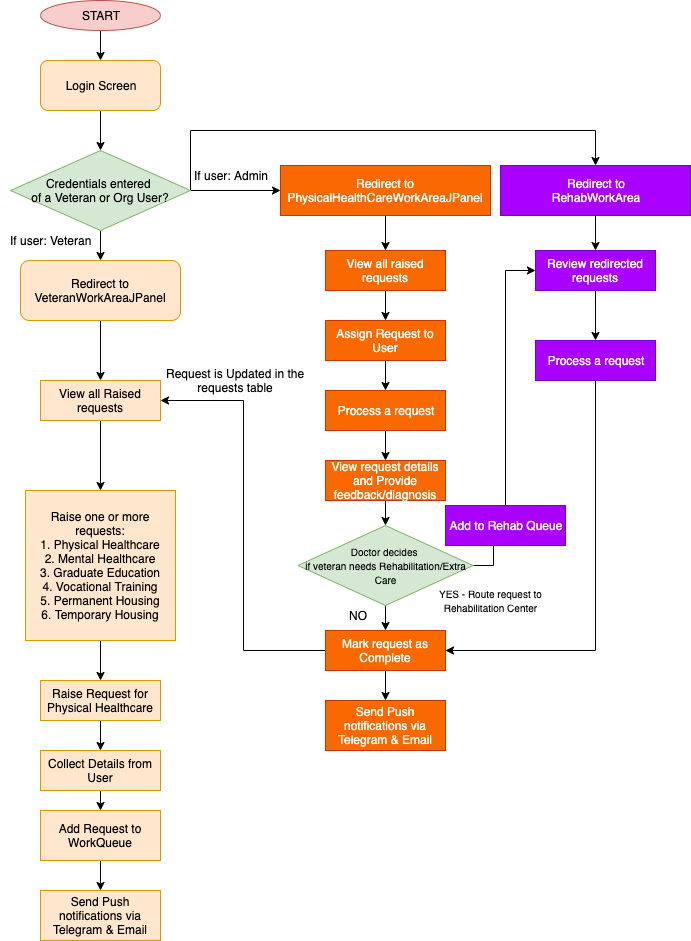 START
Login Screen
Credentials entered
of a Veteran or Org User?
If user: Admin
If user: Veteran
Redirect to
VeteranWorkAreaJPanel
View all Raised
requests
Request is Updated in the
requests table
Raise one or more
requests:
1. Physical Healthcare
2. Mental Healthcare
3. Graduate Education
4. Vocational Training
5. Permanent Housing
6. Temporary Housing
Raise Request for
Physical Healthcare
Collect Details from
User
Add Request to
WorkQueue
Send Push
notifications via
Telegram & Email
Redirect to
PhysicalHealthCareWorkAreaJPanel
View all raised
requests
Assign Request to
User
Process a request
View request details
and Provide
feedback/diagnosis
Doctor decides
if veteran needs Rehabilitation/Extra
Care
NO
YES - Route request to
Rehabilitation Center
Mark request as
Complete
Send Push
notifications via
Telegram & Email
Redirect to
RehabWorkArea
Review redirected
requests
Process a request
Add to Rehab Queue